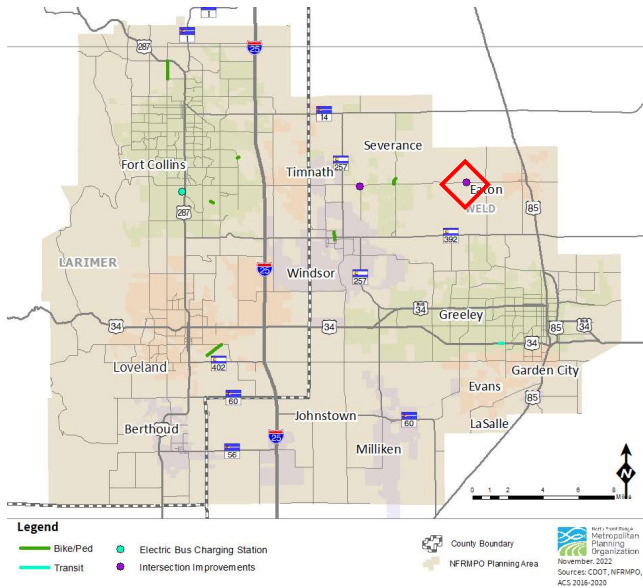 1
287
25
14
Severance
Fort Collins
Timnath
257
Eaton
WELD
287
85
392
LARIMER
25
Windsor
257
34
34
Greeley
34
85
34
34
Loveland
402
Garden City
Evans
85
60
Johnstown
60
LaSalle
Berthoud
25
56
Milliken
N
0 1 2 4 6 8
Miles
Legend
Bike/Ped
Electric Bus Charging Station
County Boundary
Transit
Intersection Improvements
NFRMPO Planning Area
North Front Range
Metropolitan
Planning
Organization
November, 2022
Sources: CDOT, NFRMPO,
ACS 2016-2020